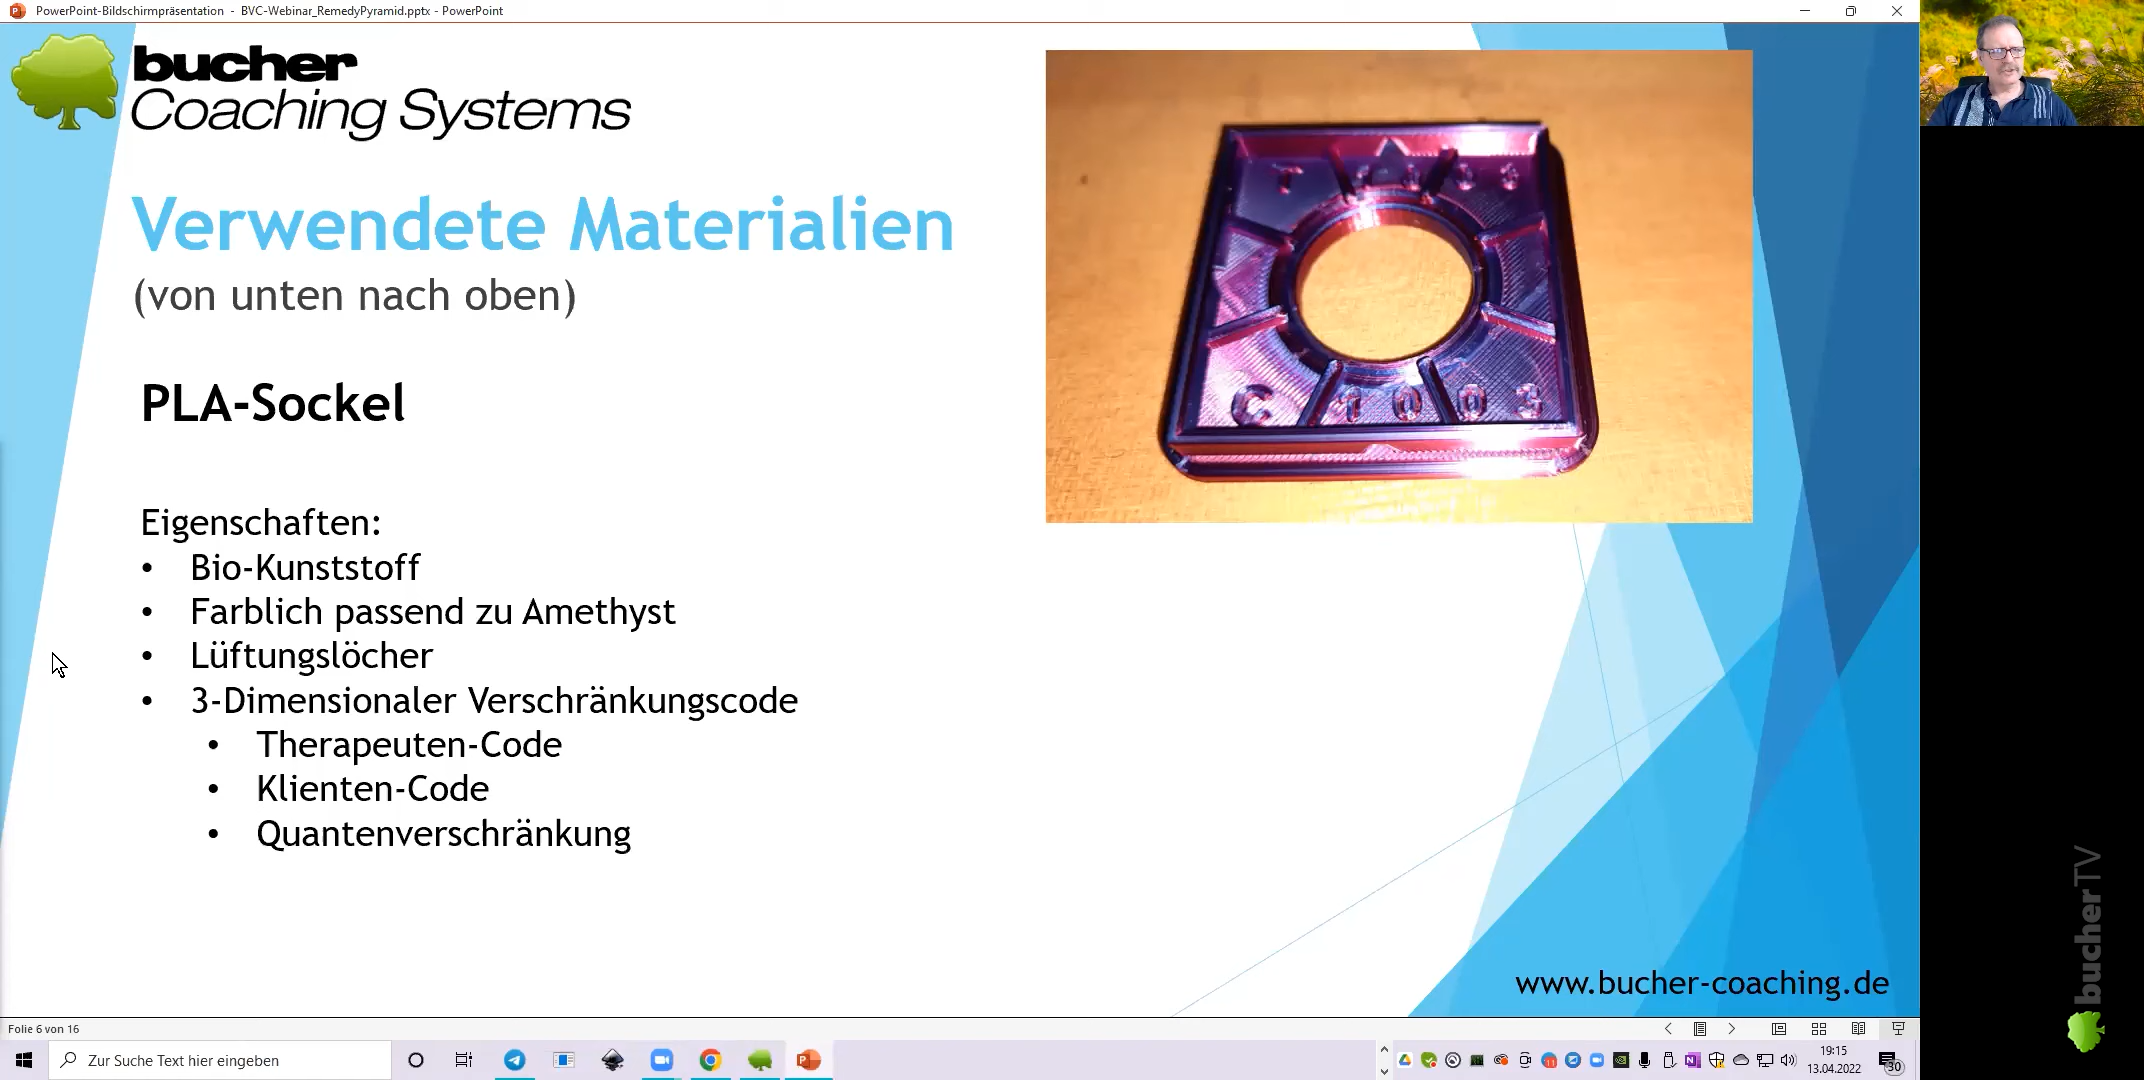 PowerPoint-Bildschirmpräsentation - BVC-Webinar_RemedyPyramid.pptx - PowerPoint
bucher
Coaching Systems
Verwendete Materialien
(von unten nach oben)
PLA-Sockel
Eigenschaften:
• Bio-Kunststoff
• Farblich passend zu Amethyst
• Lüftungslöcher
• 3-Dimensionaler Verschränkungscode
• Therapeuten-Code
• Klienten-Code
• Quantenverschränkung
T
C 1003
www.bucher-coaching.de
bucherTV
Folie 6 von 16
Zur Suche Text hier eingeben
19:15
13.04.2022
30